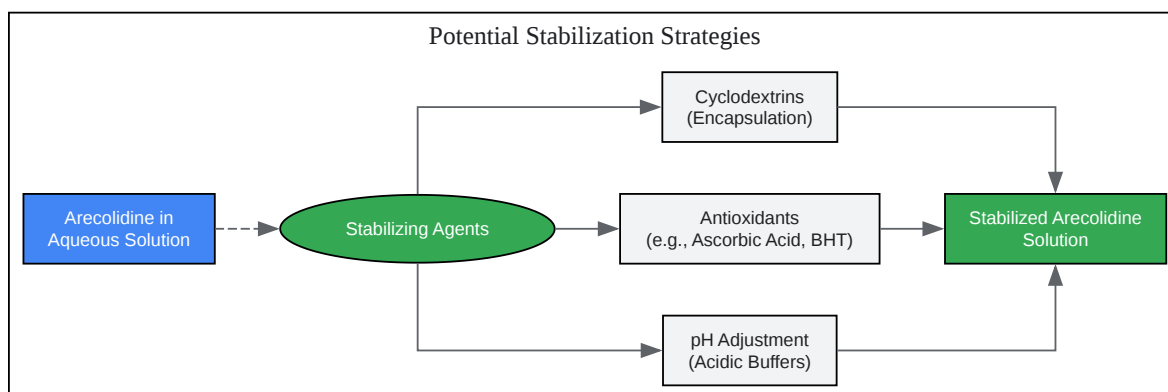 Potential Stabilization Strategies
Cyclodextrins
(Encapsulation)
Arecolidine in
Aqueous Solution
Stabilizing Agents
Antioxidants
(e.g., Ascorbic Acid, BHT)
Stabilized Arecolidine
Solution
pH Adjustment
(Acidic Buffers)